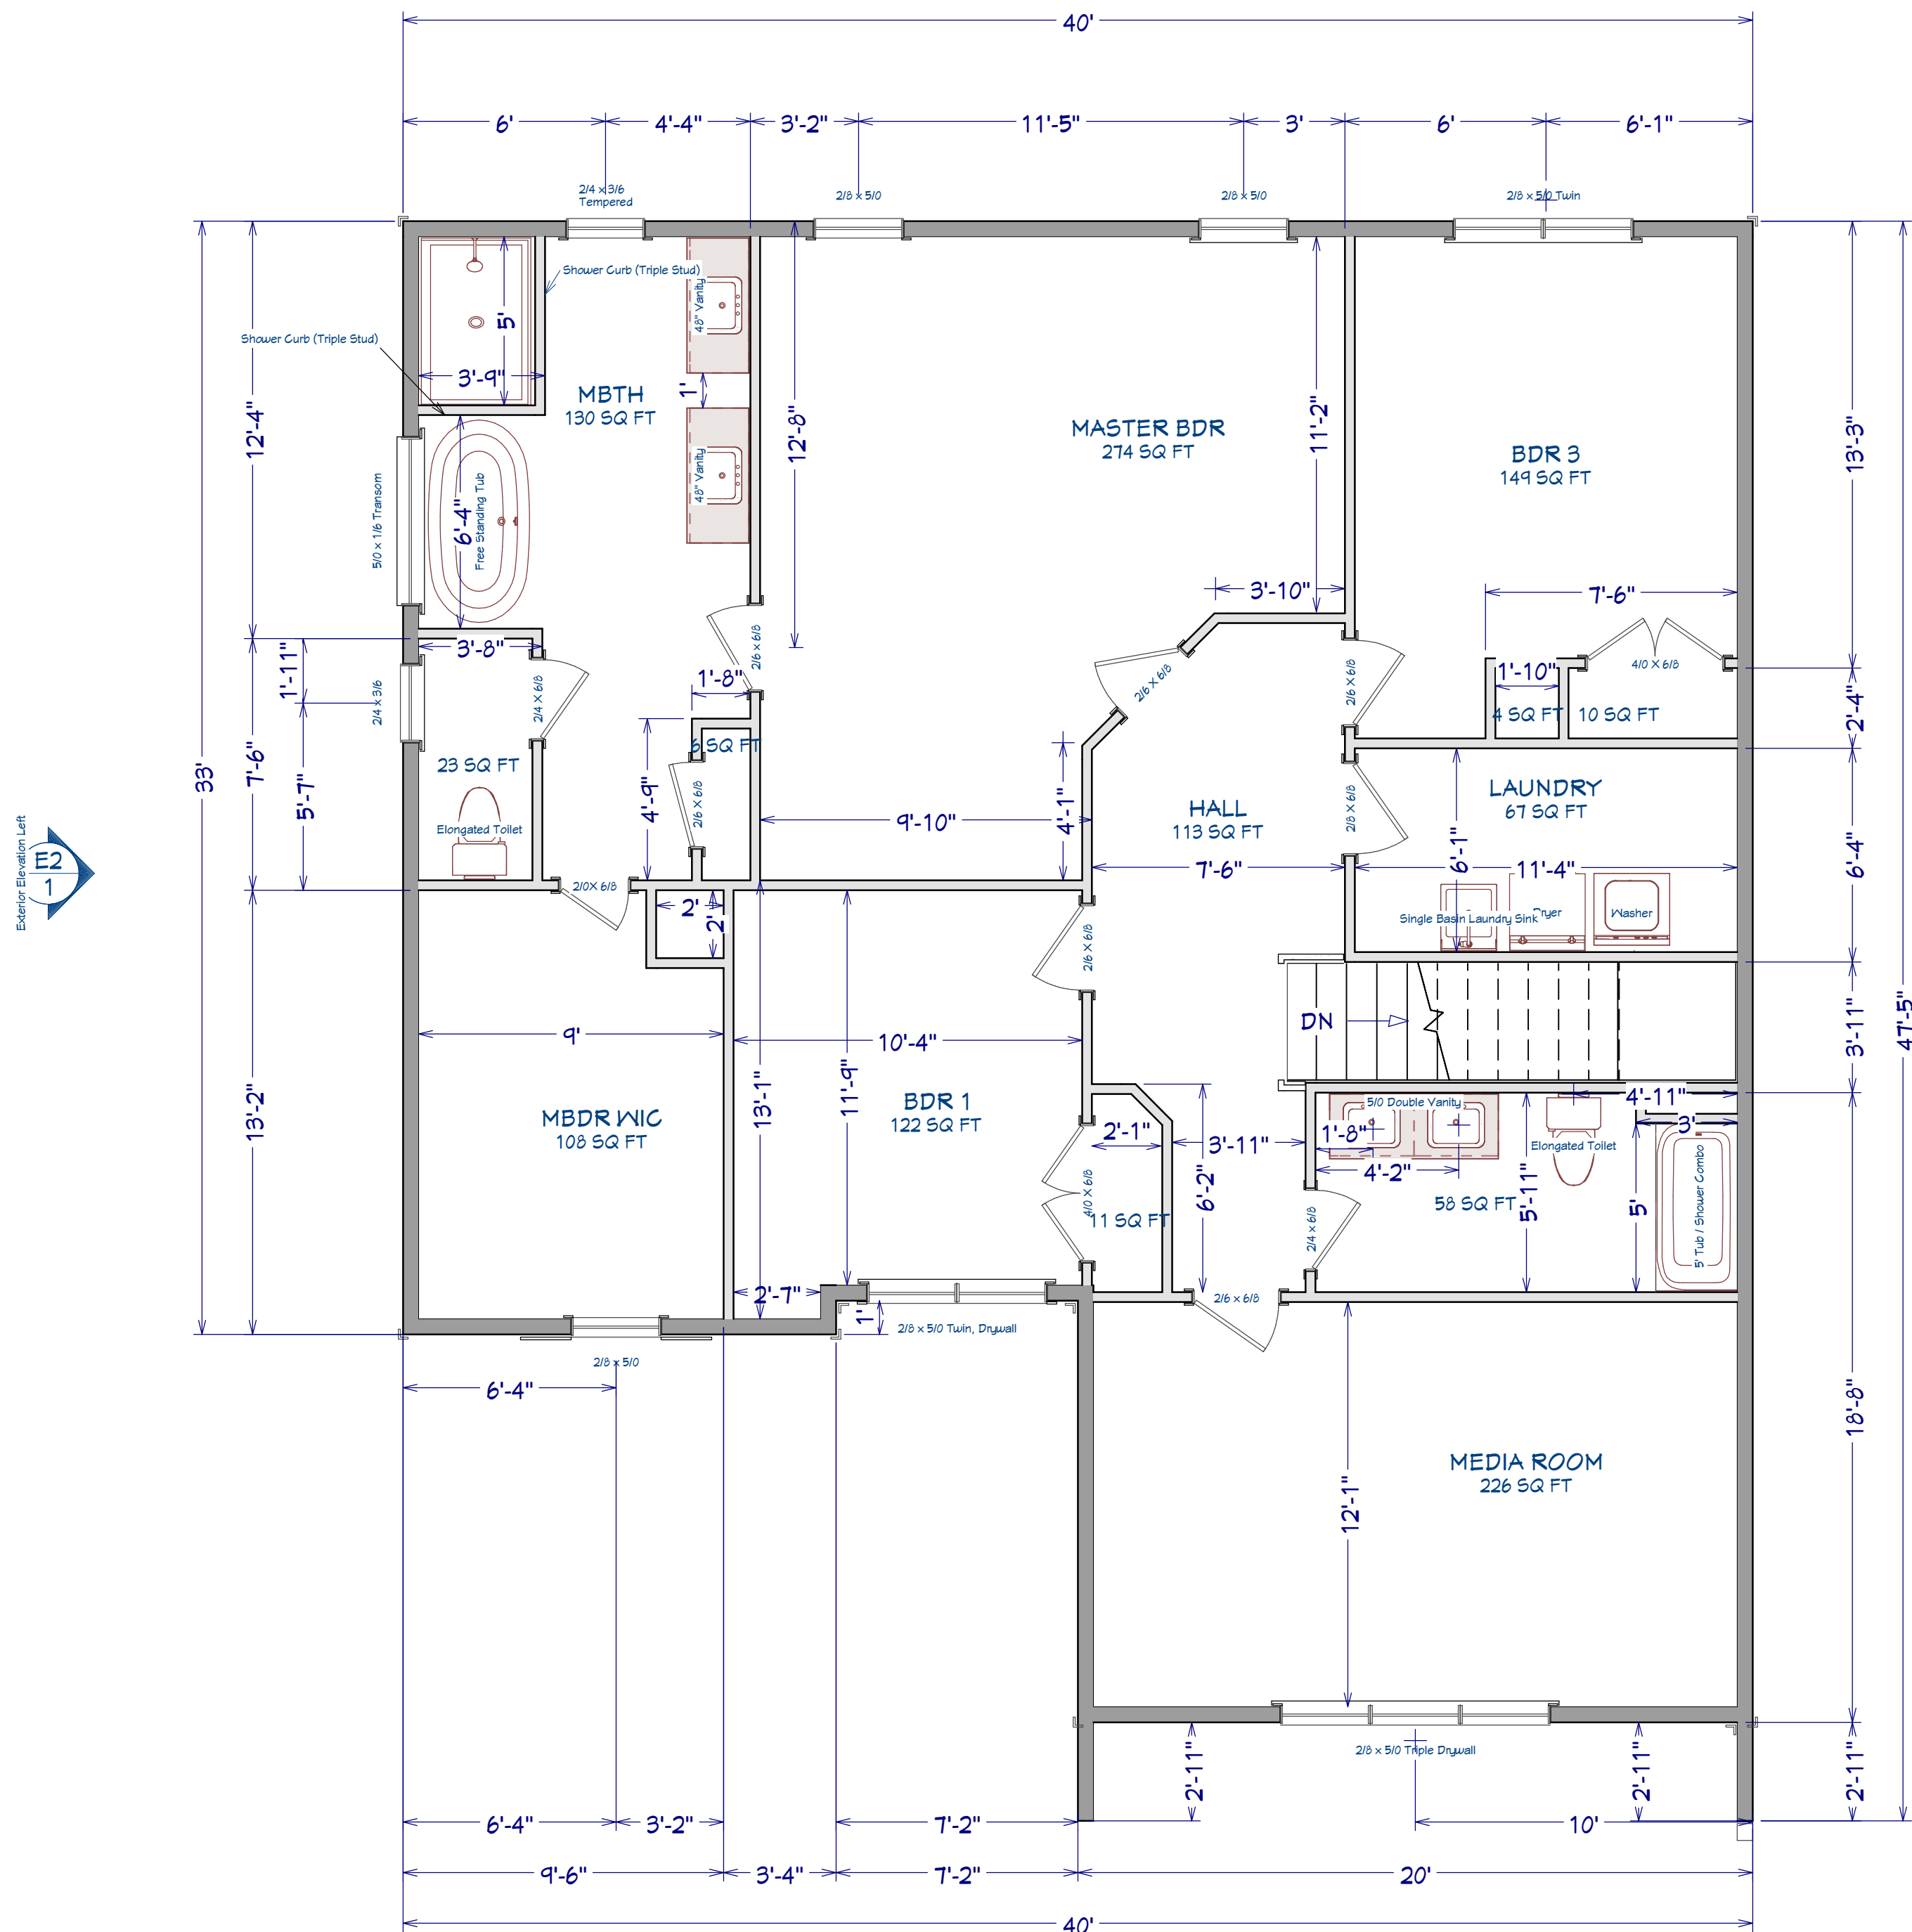 40'
6'
4'-4"
3'-2"
11'-5"
3'
6'
6'-1"
2/4 x 3/6
Tempered
2/8 x 5/0
2/8 x 5/0
2/8 x 5/0 Twin
Shower Curb (Triple Stud)
48" Vanity
5'
Shower Curb (Triple Stud)
3'-9"
1'
MBTH
130 SQ FT
12'-4"
12'-8"
11'-2"
MASTER BDR
274 SQ FT
BDR 3
149 SQ FT
13'-3"
48" Vanity
5/0 x 1/6 Transom
6'-4"
Free Standing Tub
3'-10"
7'-6"
3'-8"
2/6 x 6/8
1'-11"
2/4 x 3/6
2/4 x 6/8
1'-8"
2/6 x 6/8
2/6 x 6/8
4/0 X 6/8
1'-10"
4 SQ FT
10 SQ FT
2'-4"
33'
7'-6"
5'-7"
23 SQ FT
6 SQ FT
Elongated Toilet
4'-9"
2/6 x 6/8
9'-10"
4'-1"
HALL
113 SQ FT
7'-6"
2/8 x 6/8
LAUNDRY
67 SQ FT
6'-1"
11'-4"
6'-4"
Exterior Elevation Left
E2
1
2/0X 6/8
2'
2'
Single Basin Laundry Sink
Dryer
Washer
2/6 x 6/8
47'-5"
9'
10'-4"
DN
3'-11"
13'-2"
MBDR WIC
108 SQ FT
13'-1"
11'-9"
BDR 1
122 SQ FT
2'-1"
3'-11"
6'-2"
4/0 X 6/8
11 SQ FT
5/0 Double Vanity
4'-11"
3'
1'-8"
4'-2"
Elongated Toilet
58 SQ FT
5'-11"
5'
5' Tub / Shower Combo
2/4 x 6/8
2'-7"
1'
2/8 x 5/0 Twin, Drywall
2/6 x 6/8
2/8 x 5/0
6'-4"
12'-1"
MEDIA ROOM
226 SQ FT
18'-8"
2/8 x 5/0 Triple Drywall
2'-11"
2'-11"
2'-11"
6'-4"
3'-2"
7'-2"
10'
9'-6"
3'-4"
7'-2"
20'
40'